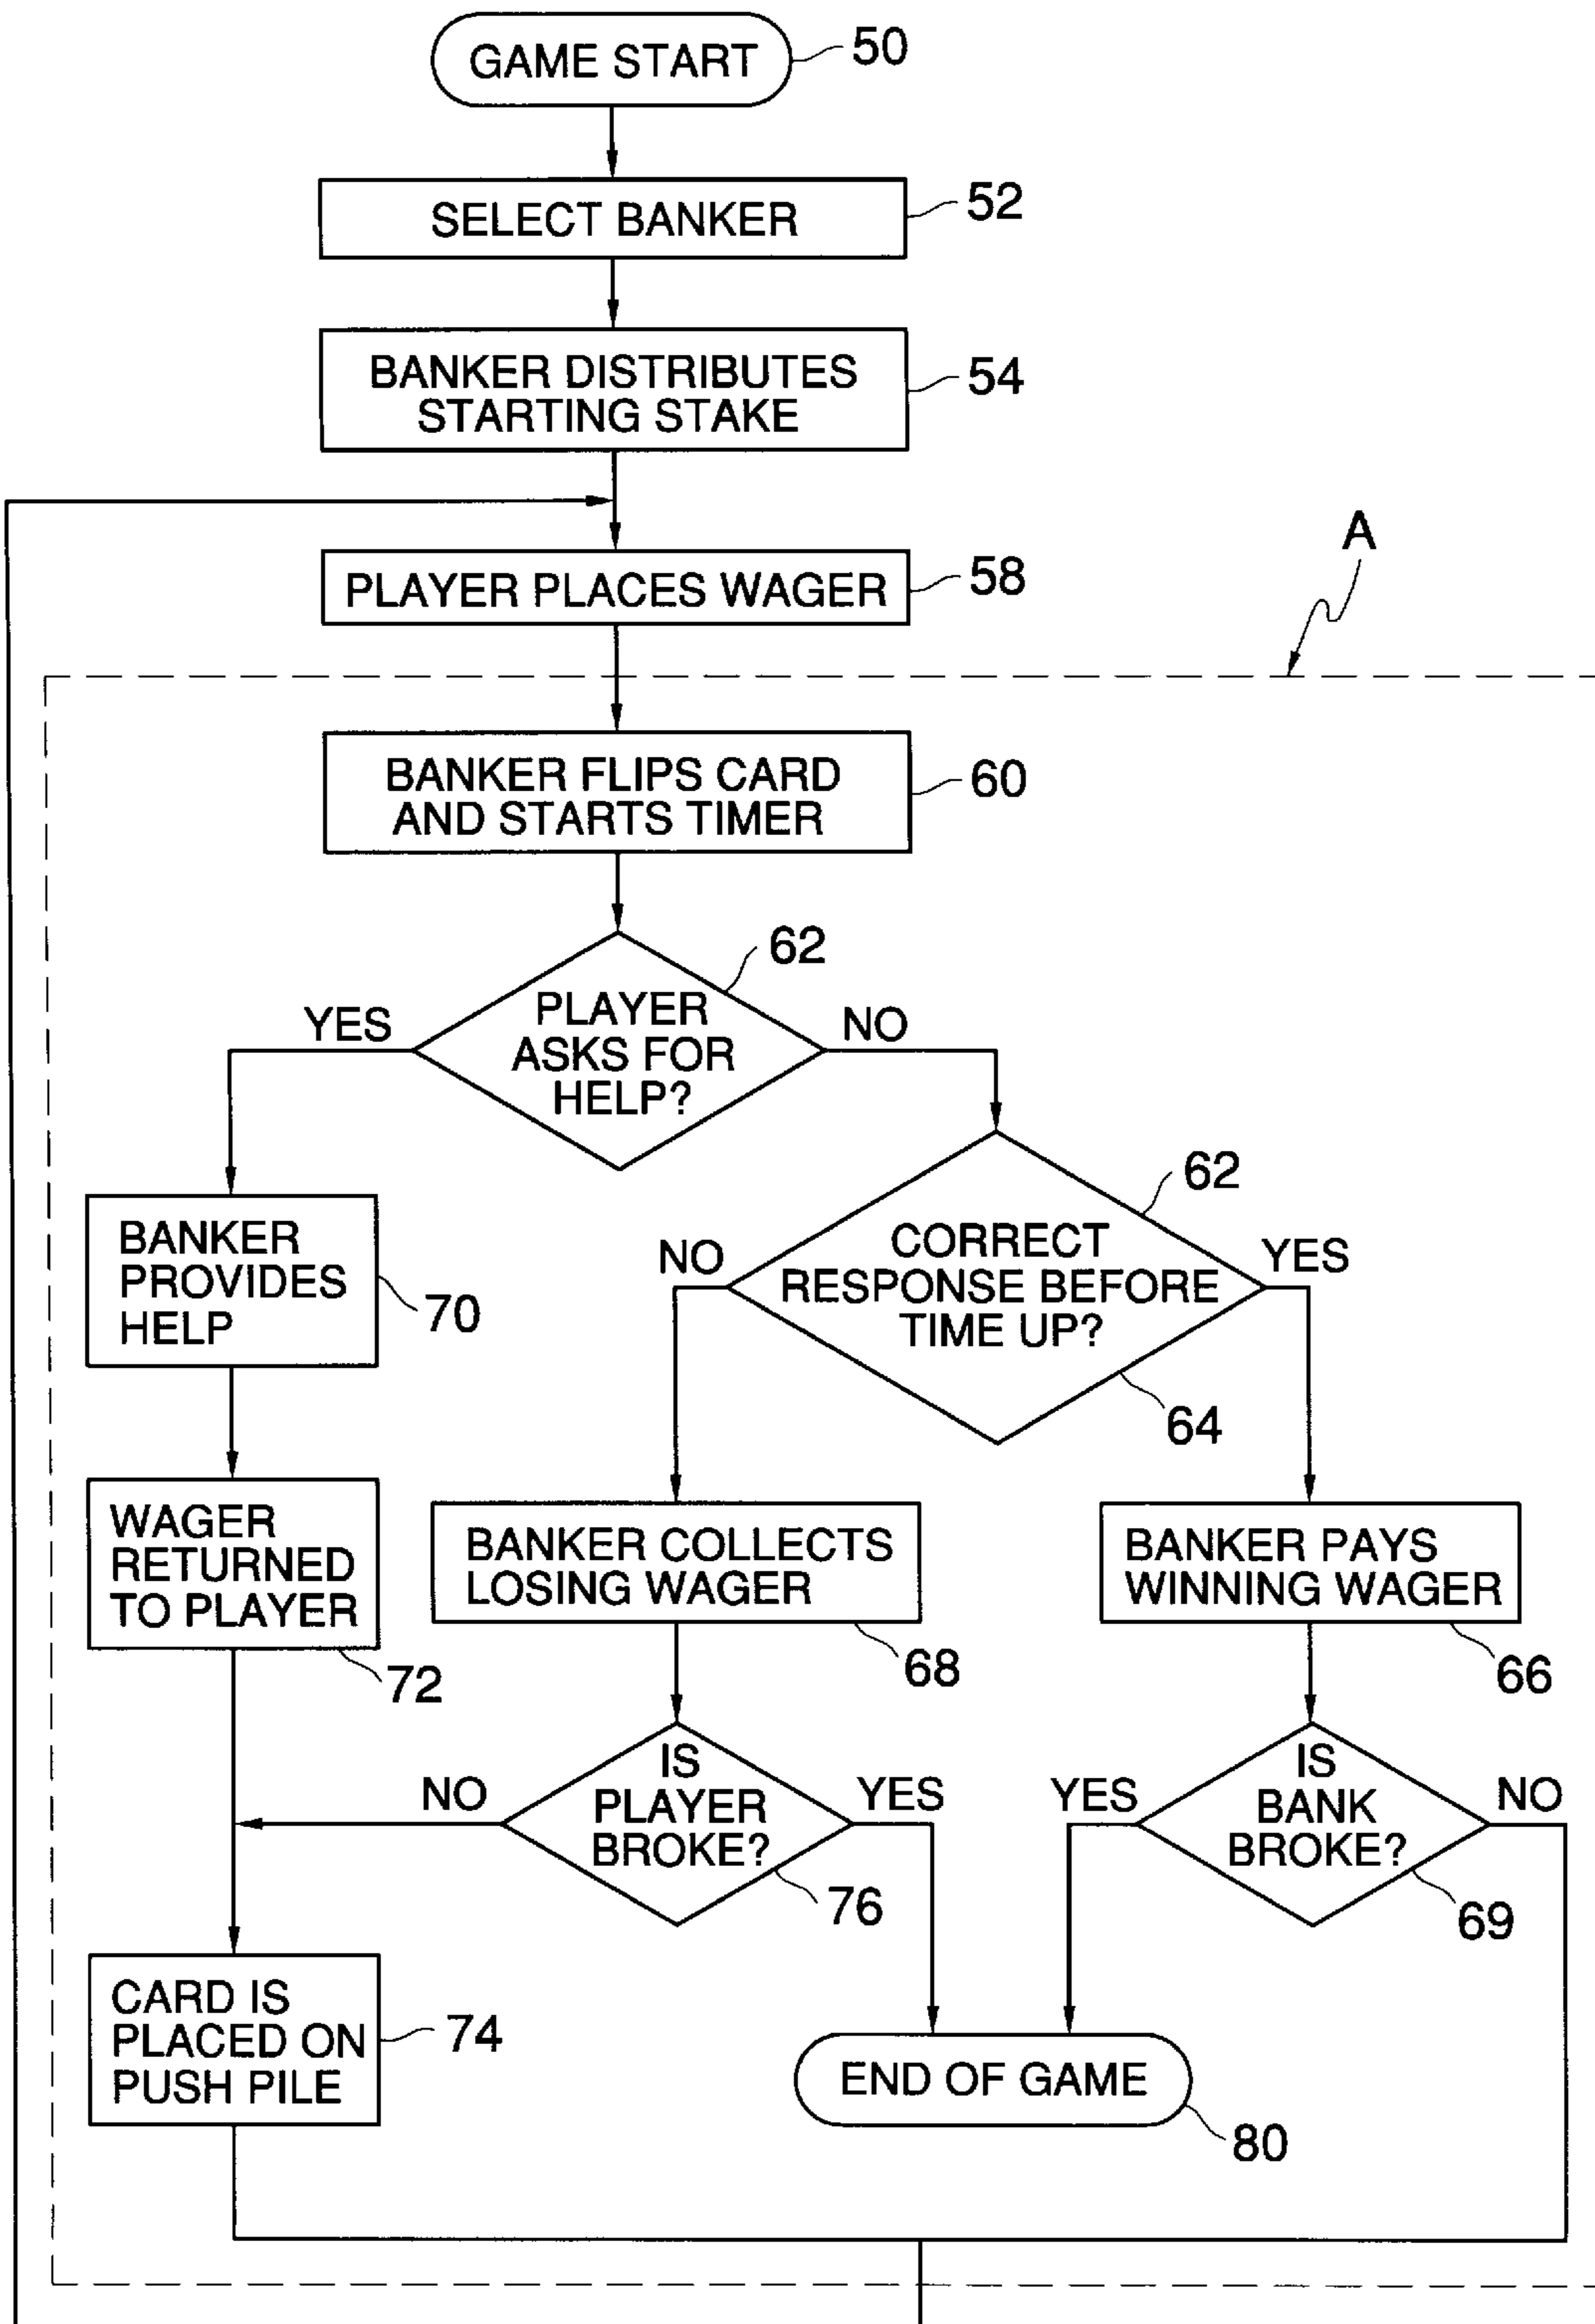 GAME START
50
SELECT BANKER
52
BANKER DISTRIBUTES
STARTING STAKE
54
A
PLAYER PLACES WAGER
58
BANKER FLIPS CARD
AND STARTS TIMER
60
62
PLAYER
ASKS FOR
HELP?
YES
NO
62
CORRECT
RESPONSE BEFORE
TIME UP?
NO
YES
64
BANKER
PROVIDES
HELP
70
WAGER
RETURNED
TO PLAYER
72
BANKER COLLECTS
LOSING WAGER
68
BANKER PAYS
WINNING WAGER
66
IS
PLAYER
BROKE?
NO
YES
76
IS
BANK
BROKE?
YES
NO
69
CARD IS
PLACED ON
PUSH PILE
74
END OF GAME
80